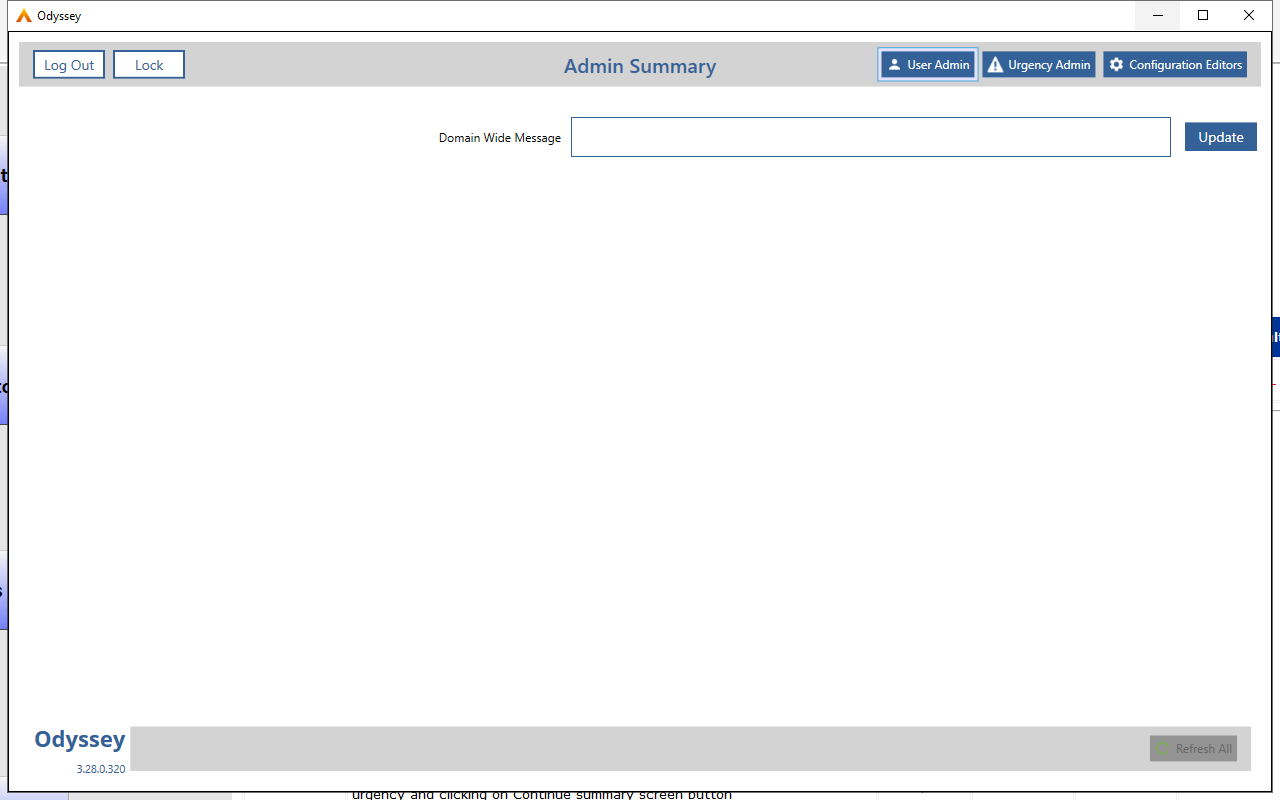 Odyssey
Log Out
Lock
Admin Summary
User Admin
Urgency Admin
Configuration Editors
Domain Wide Message
Update
Odyssey
3.28.0.320
Refresh All
urgency and clicking on Continue summary screen button